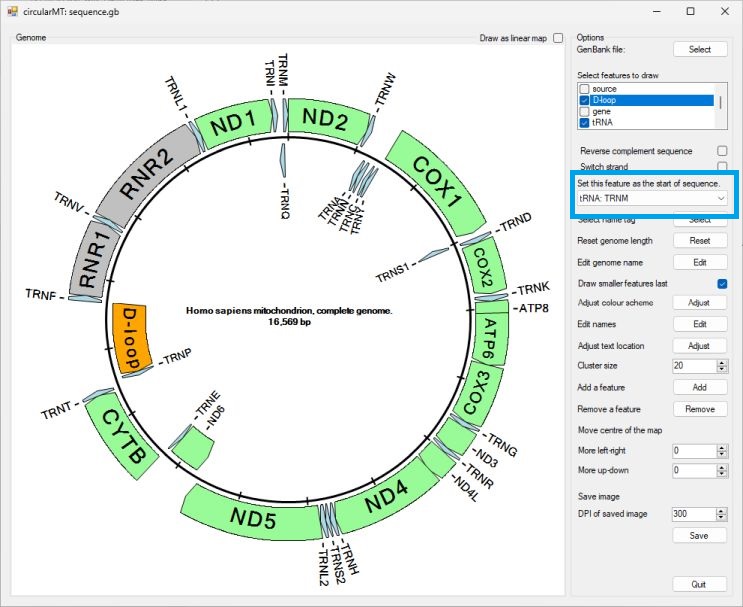 circularMT: sequence.gb
Genome
Draw as linear map
TRNM
TRNI
TRNL1
TRNW
ND1
ND2
RNR2
COX1
TRNQ
TRNA
TRNN
TRNC
TRNY
TRNV
TRND
RNR1
TRNS1
COX2
TRNF
TRNK
ATP8
Homo sapiens mitochondrion, complete genome.
16,569 bp
D-loop
ATP6
TRNP
COX3
TRNT
TRNE
ND6
CYTB
TRNG
ND3
TRNR
ND4L
ND4
ND5
TRNH
TRNS2
TRNL2
Options
GenBank file:
Select
Select features to draw
source
D-loop
gene
tRNA
Reverse complement sequence
Switch strand
Set this feature as the start of sequence.
tRNA: TRNM
Select name tag
Select
Reset genome length
Reset
Edit genome name
Edit
Draw smaller features last
Adjust colour scheme
Adjust
Edit names
Edit
Adjust text location
Adjust
Cluster size
20
Add a feature
Add
Remove a feature
Remove
Move centre of the map
More left-right
0
More up-down
0
Save image
DPI of saved image
300
Save
Quit